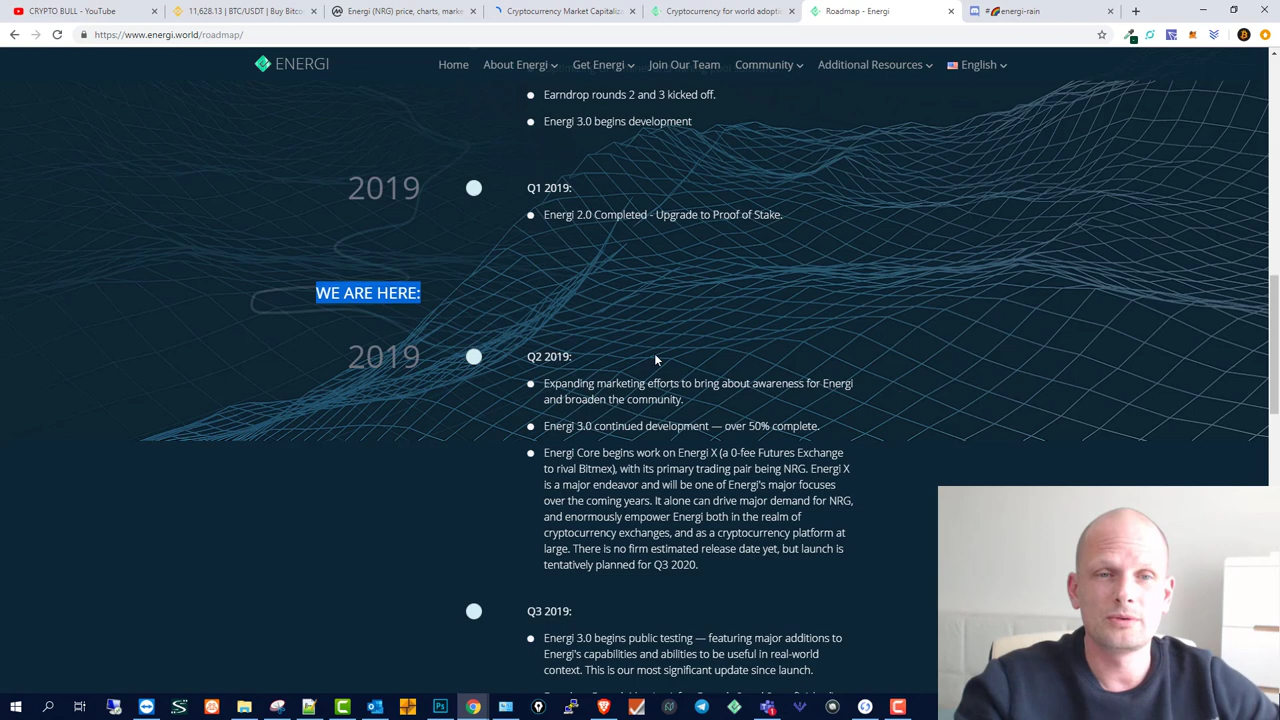 CRYPTO BULL - YouTube
11,628.13 | BTC/USDT | Buy Bitco
Energi (NRG) price, charts, marke
Cryptocurrency Market Capitaliz
Cryptocurrency for world adopti
Roadmap - Energi
#🌈energi-rain
https://www.energi.world/roadmap/
ENERGI
Home
About Energi
Get Energi
Join Our Team
Community
Additional Resources
English
Earndrop rounds 2 and 3 kicked off.
Energi 3.0 begins development
2019
Q1 2019:
Energi 2.0 Completed - Upgrade to Proof of Stake.
WE ARE HERE:
2019
Q2 2019:
Expanding marketing efforts to bring about awareness for Energi
and broaden the community.
Energi 3.0 continued development — over 50% complete.
Energi Core begins work on Energi X (a 0-fee Futures Exchange
to rival Bitmex), with its primary trading pair being NRG. Energi X
is a major endeavor and will be one of Energi's major focuses
over the coming years. It alone can drive major demand for NRG,
and enormously empower Energi both in the realm of
cryptocurrency exchanges, and as a cryptocurrency platform at
large. There is no firm estimated release date yet, but launch is
tentatively planned for Q3 2020.
Q3 2019:
Energi 3.0 begins public testing — featuring major additions to
Energi's capabilities and abilities to be useful in real-world
context. This is our most significant update since launch.